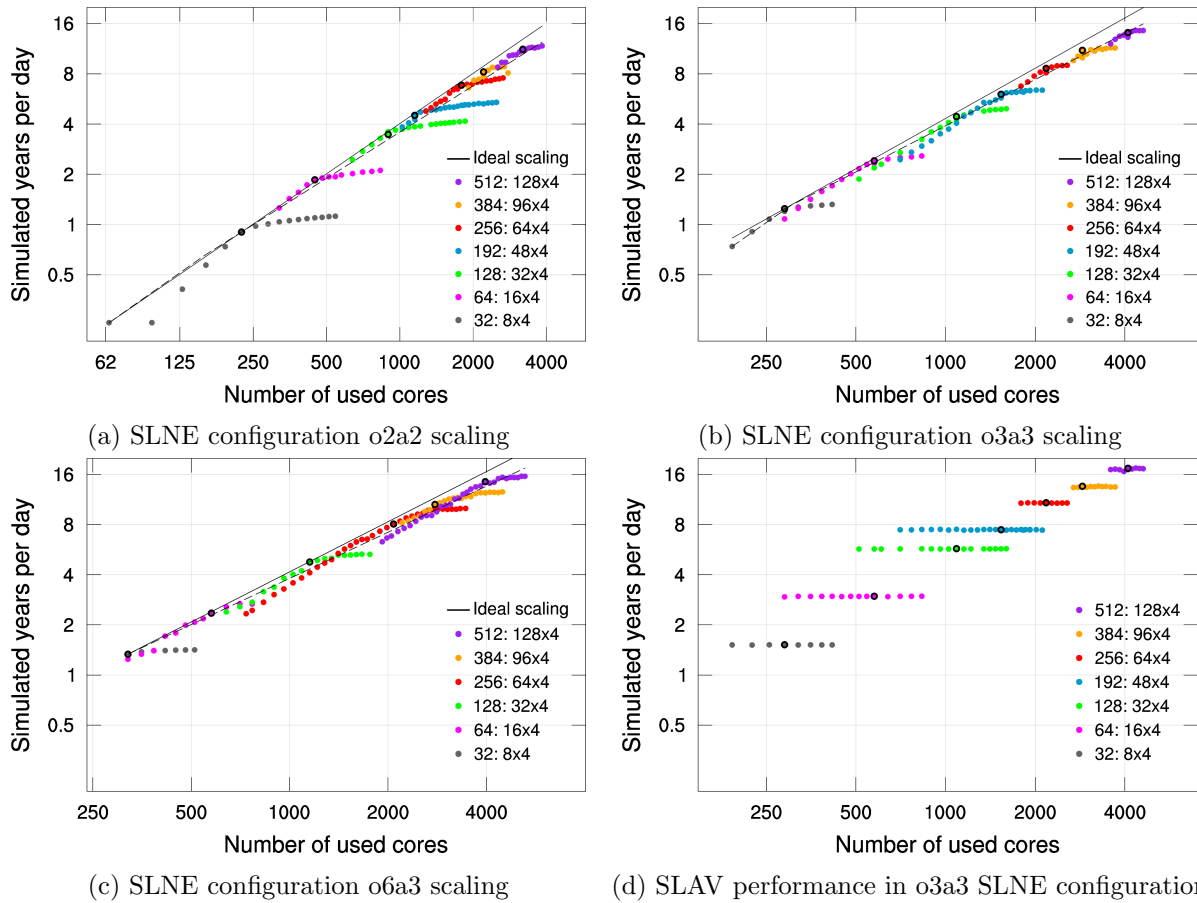 Simulated years per day
16
8
4
2
1
0.5
Ideal scaling
512: 128x4
384: 96x4
256: 64x4
192: 48x4
128: 32x4
64: 16x4
32: 8x4
62 125 250 500 1000 2000 4000
Number of used cores
(a) SLNE configuration o2a2 scaling
Simulated years per day
16
8
4
2
1
0.5
Ideal scaling
512: 128x4
384: 96x4
256: 64x4
192: 48x4
128: 32x4
64: 16x4
32: 8x4
250 500 1000 2000 4000
Number of used cores
(b) SLNE configuration o3a3 scaling
Simulated years per day
16
8
4
2
1
0.5
Ideal scaling
512: 128x4
384: 96x4
256: 64x4
192: 48x4
128: 32x4
64: 16x4
32: 8x4
250 500 1000 2000 4000
Number of used cores
(c) SLNE configuration o6a3 scaling
Simulated years per day
16
8
4
2
1
0.5
512: 128x4
384: 96x4
256: 64x4
192: 48x4
128: 32x4
64: 16x4
32: 8x4
250 500 1000 2000 4000
Number of used cores
(d) SLAV performance in o3a3 SLNE configuration